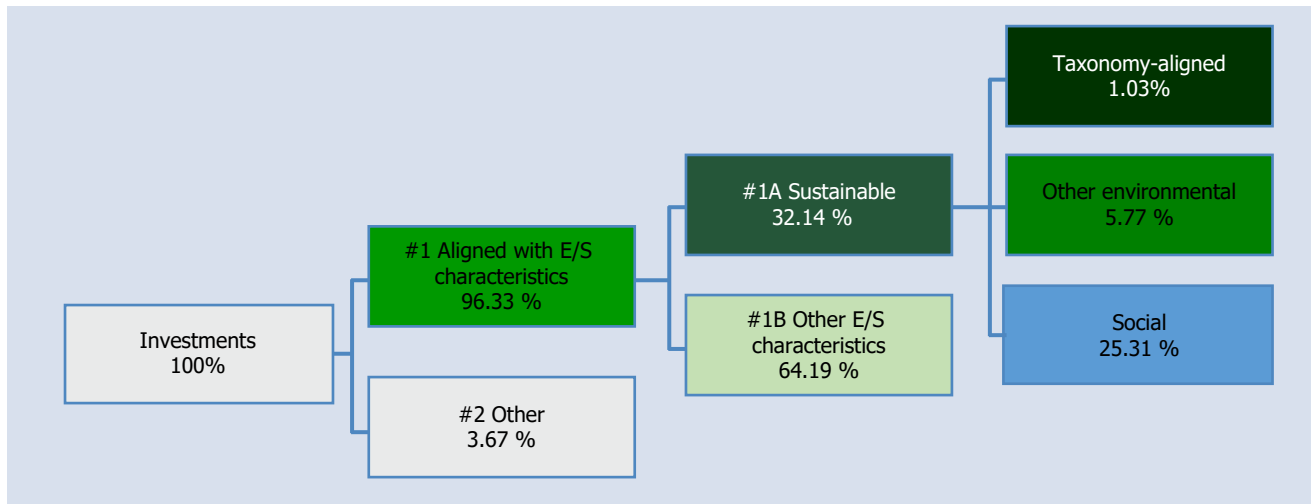 Investments
100%
#1 Aligned with E/S
characteristics
96.33 %
#2 Other
3.67 %
#1A Sustainable
32.14 %
#1B Other E/S
characteristics
64.19 %
Taxonomy-aligned
1.03%
Other environmental
5.77 %
Social
25.31 %